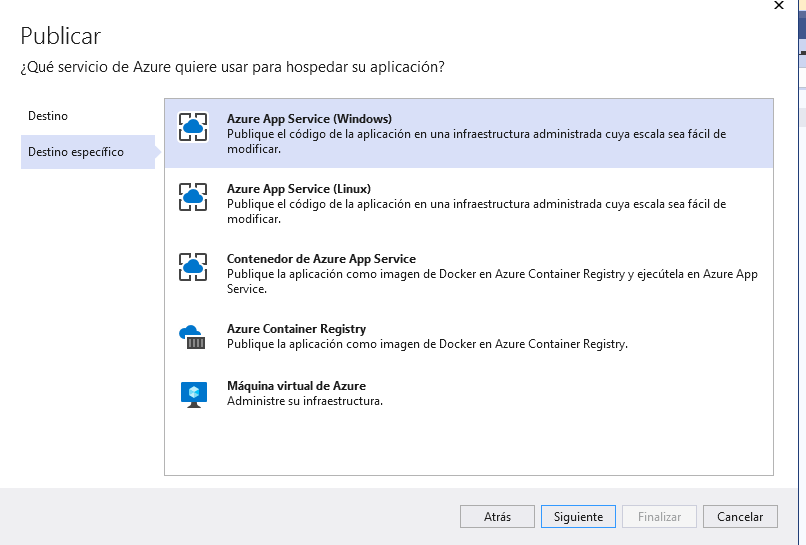 Publicar
¿Qué servicio de Azure quiere usar para hospedar su aplicación?
Destino
Destino específico
Azure App Service (Windows)
Publique el código de la aplicación en una infraestructura administrada cuya escala sea fácil de
modificar.
Azure App Service (Linux)
Publique el código de la aplicación en una infraestructura administrada cuya escala sea fácil de
modificar.
Contenedor de Azure App Service
Publique la aplicación como imagen de Docker en Azure Container Registry y ejecútela en Azure App
Service.
Azure Container Registry
Publique la aplicación como imagen de Docker en Azure Container Registry.
Máquina virtual de Azure
Administre su infraestructura.
Atrás
Siguiente
Finalizar
Cancelar